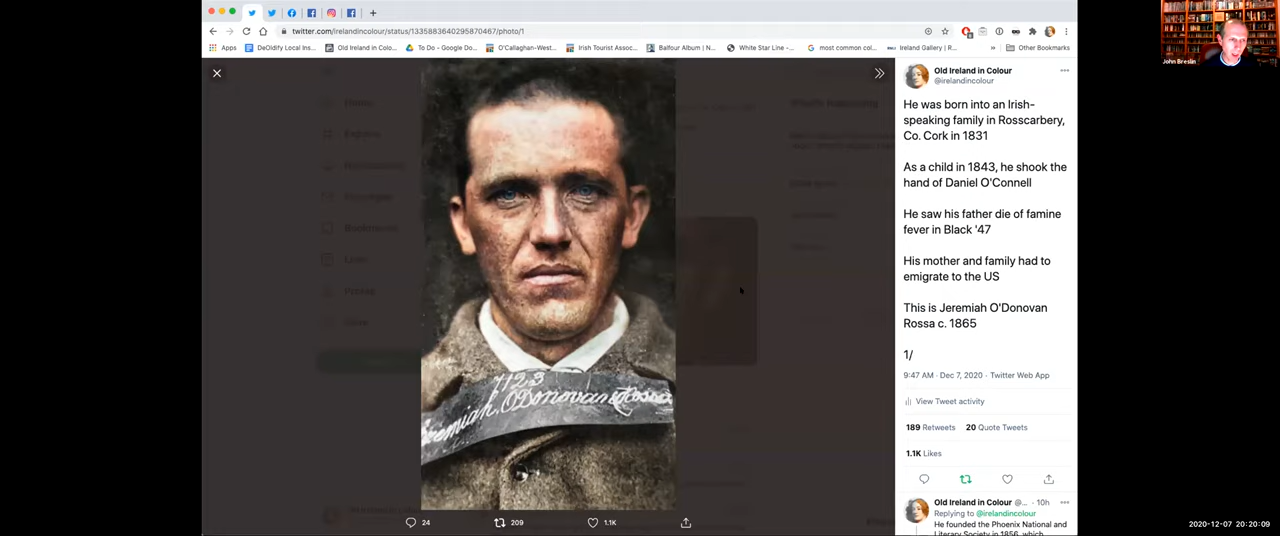 twitter.com/irelandincolour/status/1335883640295870467/photo/1
Apps
DeOldify Local Ins...
Old Ireland in Colo...
To Do - Google Do...
O'Callaghan-West...
Irish Tourist Assoc...
Balfour Album | N...
White Star Line -...
most common col...
Ireland Gallery | R...
Other Bookmarks
John Breslin
Old Ireland in Colour
@irelandincolour
He was born into an Irish-
speaking family in Rosscarbery,
Co. Cork in 1831
As a child in 1843, he shook the
hand of Daniel O'Connell
He saw his father die of famine
fever in Black '47
His mother and family had to
emigrate to the US
This is Jeremiah O'Donovan
Rossa c. 1865
1/
9:47 AM · Dec 7, 2020 · Twitter Web App
View Tweet activity
189 Retweets 20 Quote Tweets
1.1K Likes
Old Ireland in Colour @... · 10h
Replying to @irelandincolour
He founded the Phoenix National and
Literary Society in 1856, which
7123
eremiah. O'Donovan Rossa
24
209
1.1K
2020-12-07 20:20:09